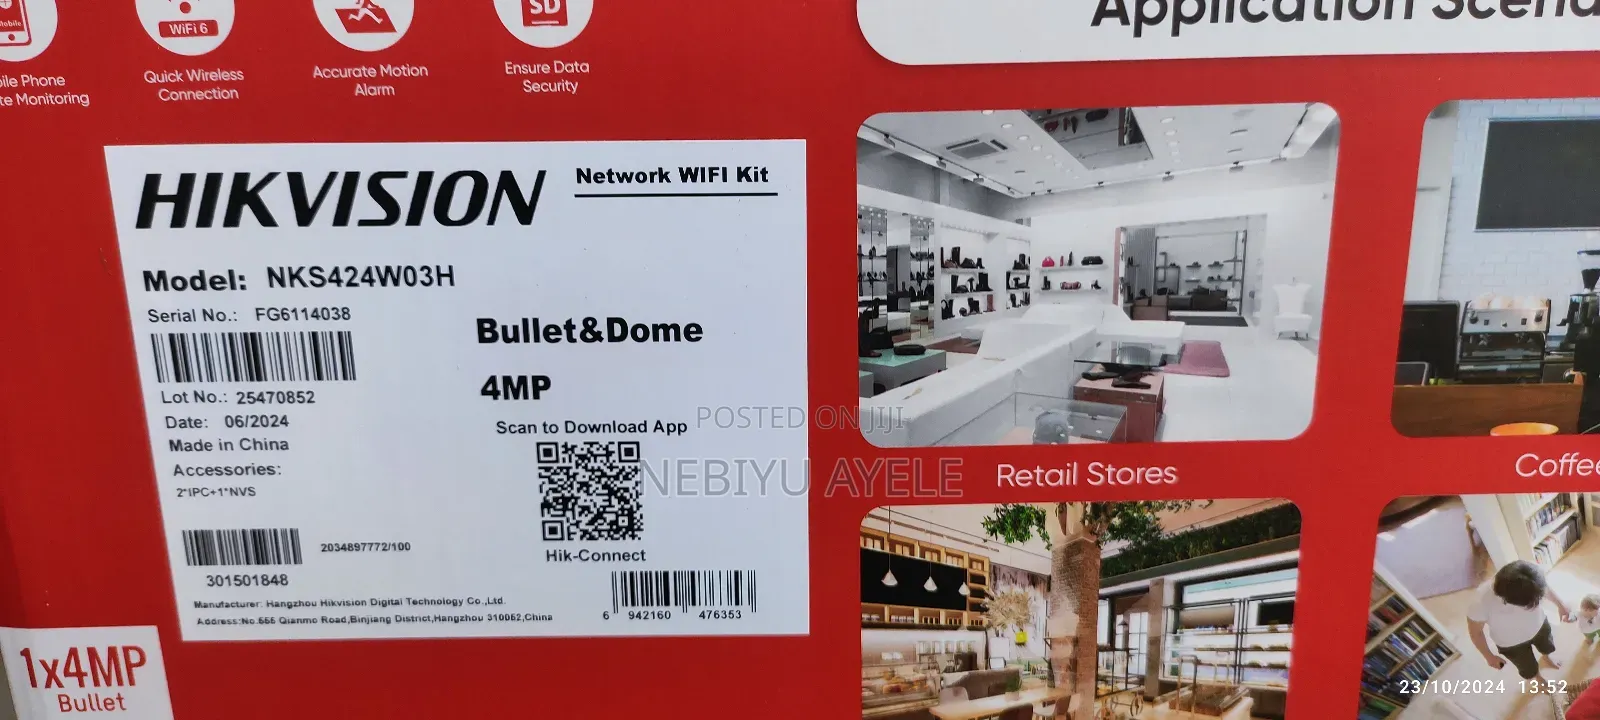 Application
Mobile
WiFi 6
SD
Phone
Monitoring
Quick Wireless
Connection
Accurate Motion
Alarm
Ensure Data
Security
HIKVISION
Network WIFI Kit
Model: NKS424W03H
Serial No.: FG6114038
Bullet&Dome
4MP
Lot No.: 25470852
Date: 06/2024
Made in China
Accessories:
2*IPC+1*NVS
Scan to Download App
Hik-Connect
2034897772/100
301501848
Manufacturer: Hangzhou Hikvision Digital Technology Co.,Ltd.
Address:No.555 Qianmo Road,Binjiang District,Hangzhou 310052,China
6 942160 476353
1x4MP
Bullet
Retail Stores
POSTED ON JIJI
NEBIYU AYELE
23/10/2024 13:52